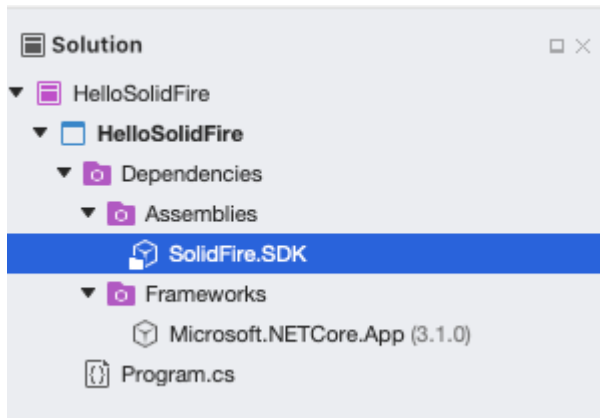 Solution
HelloSolidFire
HelloSolidFire
Dependencies
Assemblies
SolidFire.SDK
Frameworks
Microsoft.NETCore.App (3.1.0)
Program.cs